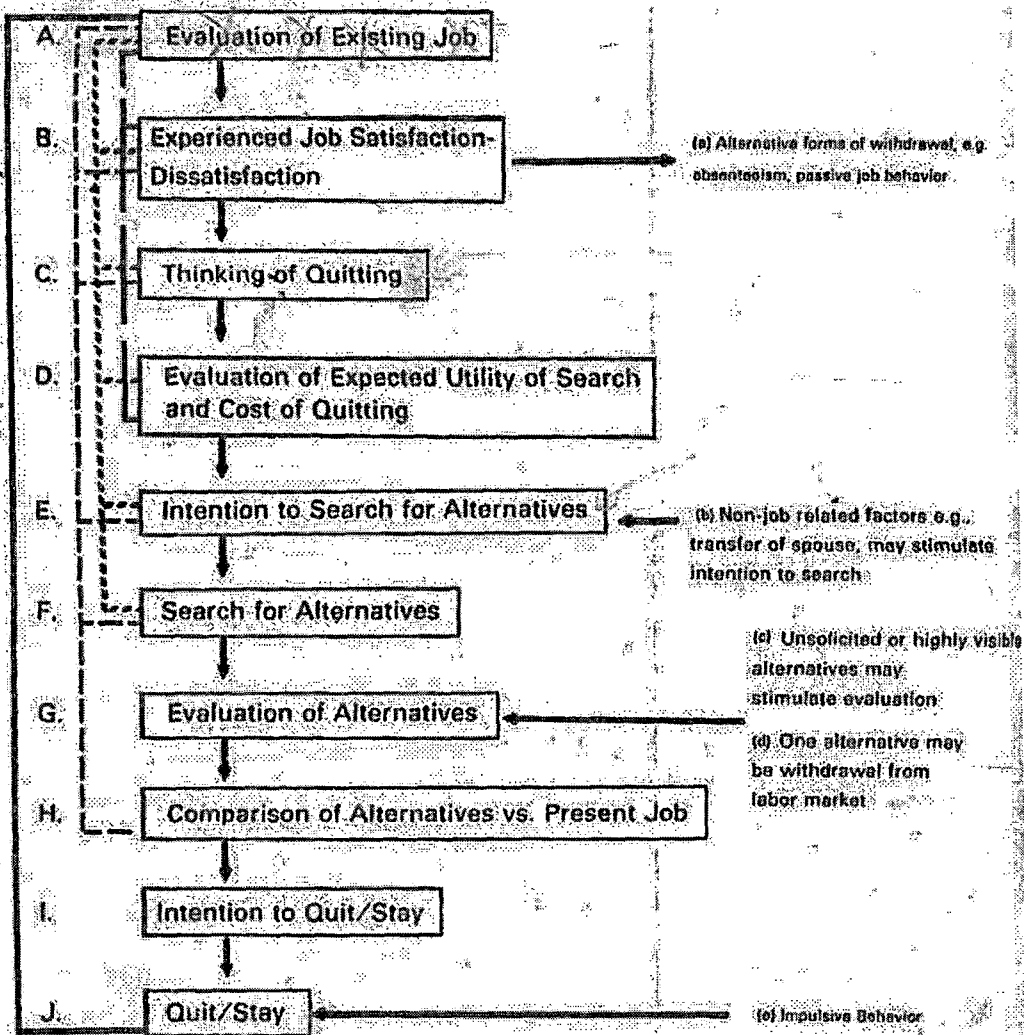 A. Evaluation of Existing Job
B. Experienced Job Satisfaction-
Dissatisfaction
(a) Alternative forms of withdrawal, e.g.
absenteeism, passive job behavior
C. Thinking of Quitting
D. Evaluation of Expected Utility of Search
and Cost of Quitting
E. Intention to Search for Alternatives
(b) Non-job related factors e.g.,
transfer of spouse, may stimulate
intention to search
F. Search for Alternatives
(c) Unsolicited or highly visible
alternatives may
stimulate evaluation
G. Evaluation of Alternatives
(d) One alternative may
be withdrawal from
labor market
H. Comparison of Alternatives vs. Present Job
I. Intention to Quit/Stay
J. Quit/Stay
(e) Impulsive Behavior